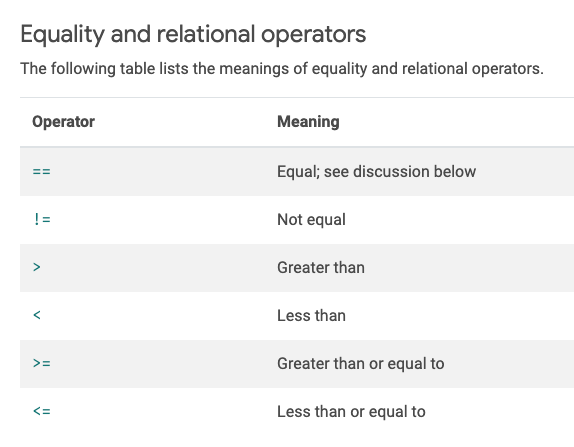 Equality and relational operators
The following table lists the meanings of equality and relational operators.
Operator Meaning
== Equal; see discussion below
!= Not equal
> Greater than
< Less than
>= Greater than or equal to
<= Less than or equal to